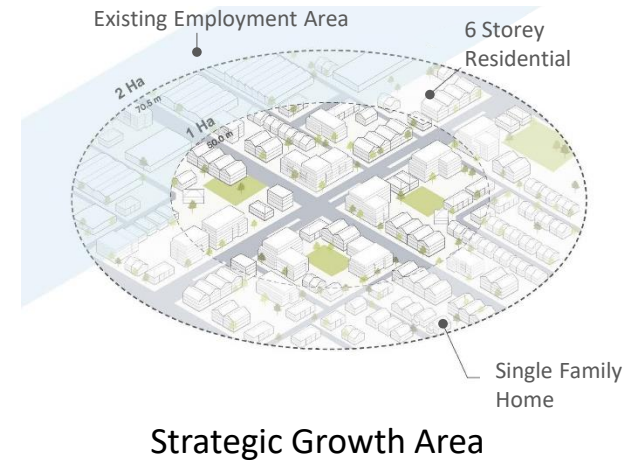 Existing Employment Area
6 Storey
Residential
2 Ha
70.5 m
1 Ha
50.0 m
Single Family
Home
Strategic Growth Area